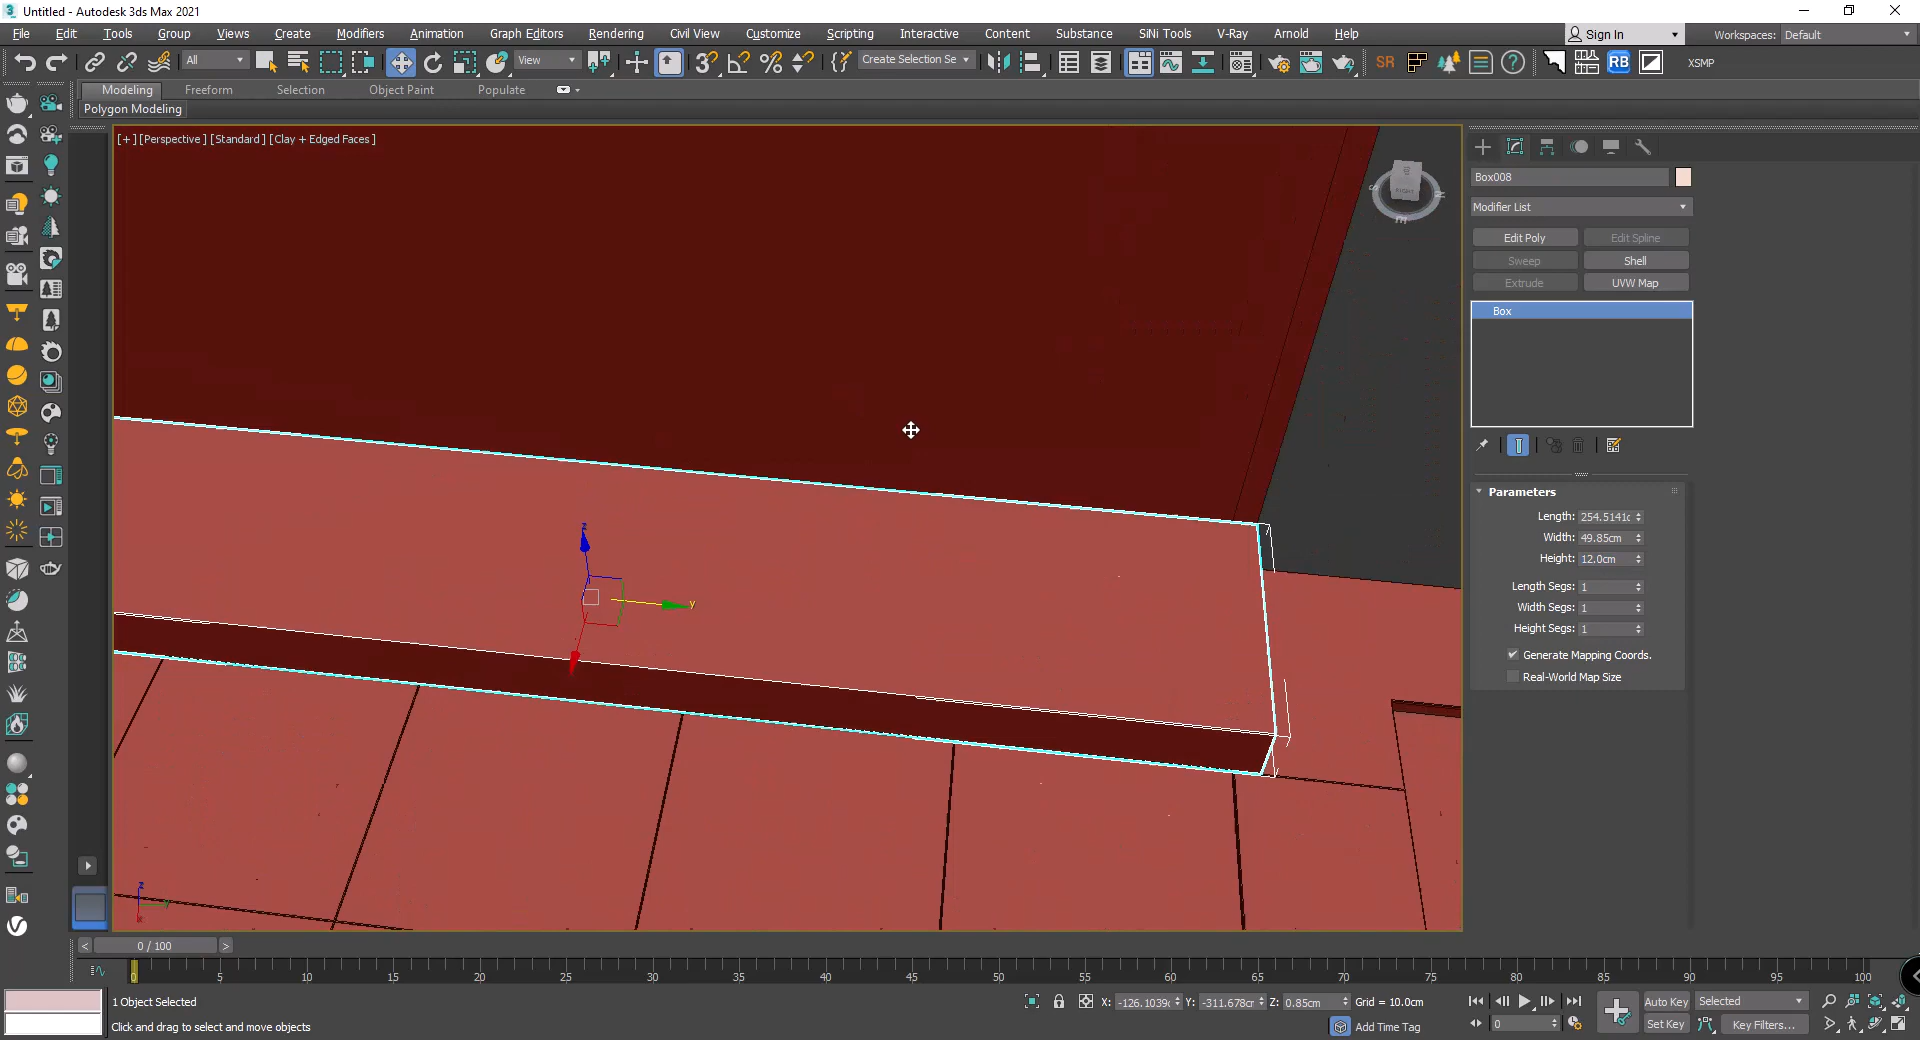 Untitled - Autodesk 3ds Max 2021
File Edit Tools Group Views Create Modifiers Animation Graph Editors Rendering Civil View Customize Scripting Interactive Content Substance SiNi Tools V-Ray Arnold Help Sign In Workspaces: Default
All View Create Selection Se SR RB XSMP
Modeling Freeform Selection Object Paint Populate
Polygon Modeling
[+] [Perspective] [Standard] [Clay + Edged Faces]
Box008
Modifier List
Edit Poly Edit Spline
Sweep Shell
Extrude UVW Map
Box
Parameters
Length: 254.5141c
Width: 49.85cm
Height: 12.0cm
Length Segs: 1
Width Segs: 1
Height Segs: 1
Generate Mapping Coords.
Real-World Map Size
z
y
z
0 / 100
0 5 10 15 20 25 30 35 40 45 50 55 60 65 70 75 80 85 90 95 100
1 Object Selected X: -126.1039c Y: -311.678cr Z: 0.85cm Grid = 10.0cm Auto Key Selected
Click and drag to select and move objects Add Time Tag 0 Set Key Key Filters...